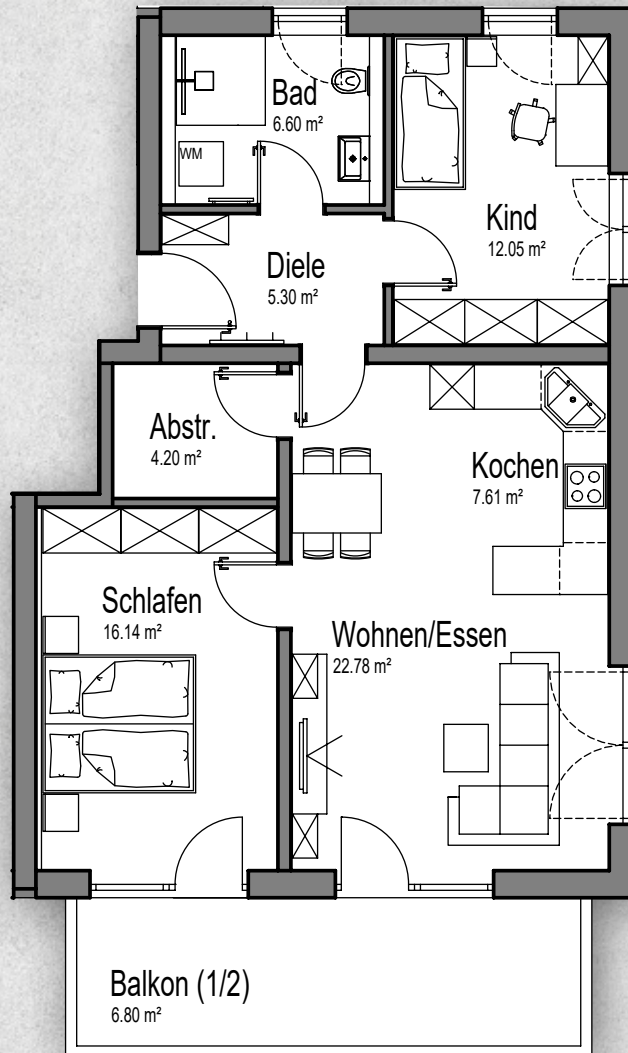 Bad
6.60 m²
WM
Kind
12.05 m²
Diele
5.30 m²
Abstr.
4.20 m²
Kochen
7.61 m²
Schlafen
16.14 m²
Wohnen/Essen
22.78 m²
Balkon (1/2)
6.80 m²